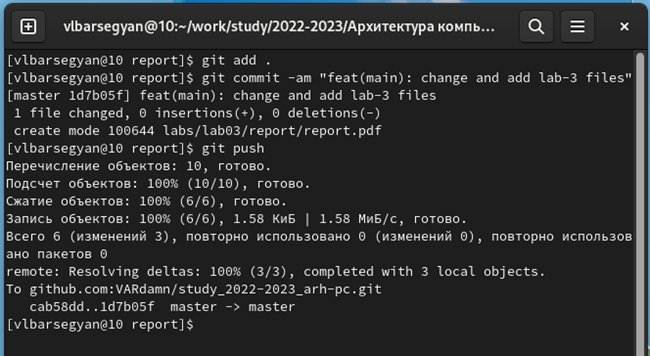 vlbarsegyan@10:~/work/study/2022-2023/Архитектура компь…
[vlbarsegyan@10 report]$ git add .
[vlbarsegyan@10 report]$ git commit -am "feat(main): change and add lab-3 files"
[master 1d7b05f] feat(main): change and add lab-3 files
 1 file changed, 0 insertions(+), 0 deletions(-)
 create mode 100644 labs/lab03/report/report.pdf
[vlbarsegyan@10 report]$ git push
Перечисление объектов: 10, готово.
Подсчет объектов: 100% (10/10), готово.
Сжатие объектов: 100% (6/6), готово.
Запись объектов: 100% (6/6), 1.58 КиБ | 1.58 МиБ/с, готово.
Всего 6 (изменений 3), повторно использовано 0 (изменений 0), повторно использов
ано пакетов 0
remote: Resolving deltas: 100% (3/3), completed with 3 local objects.
To github.com:VARdamn/study_2022-2023_arh-pc.git
   cab58dd..1d7b05f  master -> master
[vlbarsegyan@10 report]$